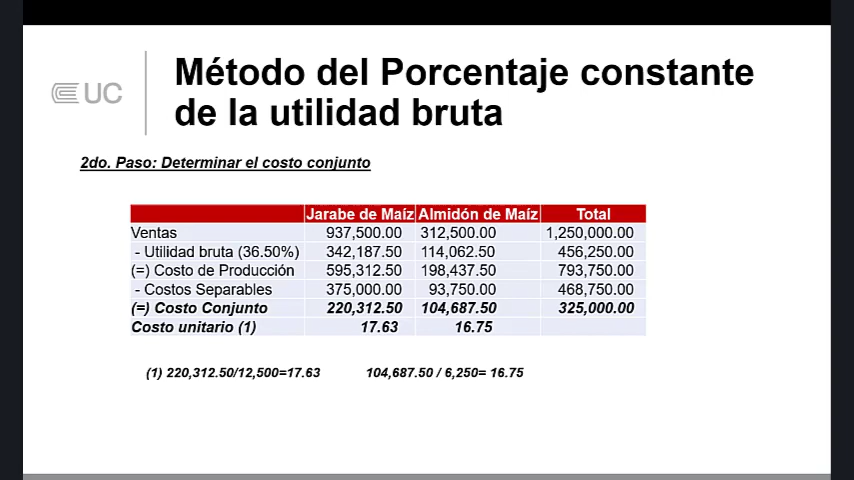 UC
Método del Porcentaje constante
de la utilidad bruta
2do. Paso: Determinar el costo conjunto
Jarabe de Maíz Almidón de Maíz Total
Ventas 937,500.00 312,500.00 1,250,000.00
- Utilidad bruta (36.50%) 342,187.50 114,062.50 456,250.00
(=) Costo de Producción 595,312.50 198,437.50 793,750.00
- Costos Separables 375,000.00 93,750.00 468,750.00
(=) Costo Conjunto 220,312.50 104,687.50 325,000.00
Costo unitario (1) 17.63 16.75
(1) 220,312.50/12,500=17.63 104,687.50 / 6,250= 16.75